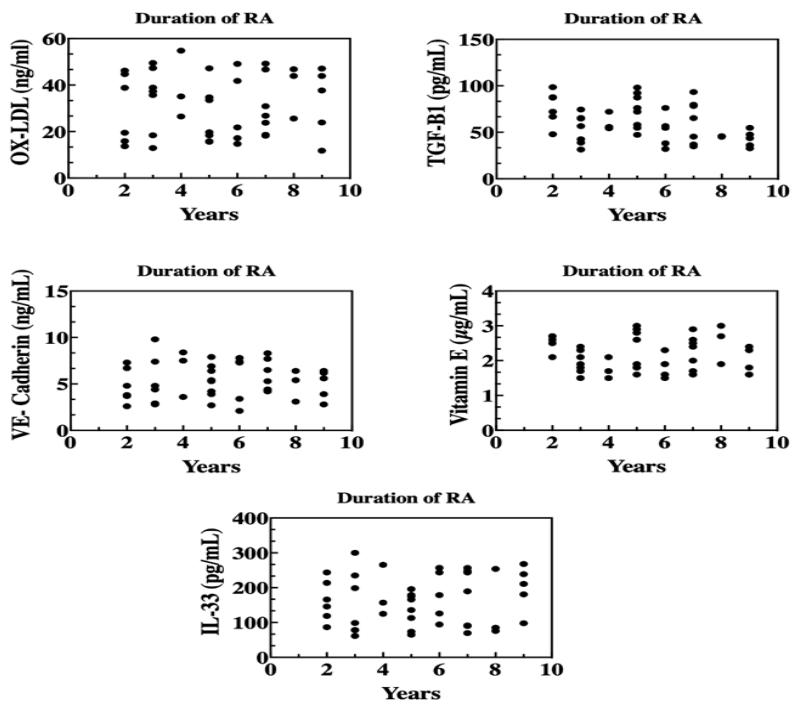 Duration of RA
OX-LDL (ng/ml)
60
40
20
0
0 2 4 6 8 10
Years
Duration of RA
TGF-B1 (pg/mL)
150
100
50
0
0 2 4 6 8 10
Years
Duration of RA
VE- Cadherin (ng/mL)
15
10
5
0
0 2 4 6 8 10
Years
Duration of RA
Vitamin E (µg/mL)
4
3
2
1
0
0 2 4 6 8 10
Years
Duration of RA
IL-33 (pg/mL)
400
300
200
100
0
0 2 4 6 8 10
Years